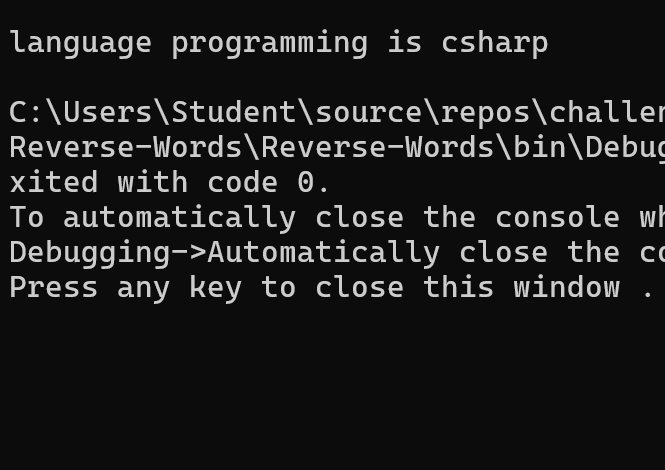 language programming is csharp
C:\Users\Student\source\repos\challen
Reverse-Words\Reverse-Words\bin\Debug
xited with code 0.
To automatically close the console wh
Debugging->Automatically close the co
Press any key to close this window .